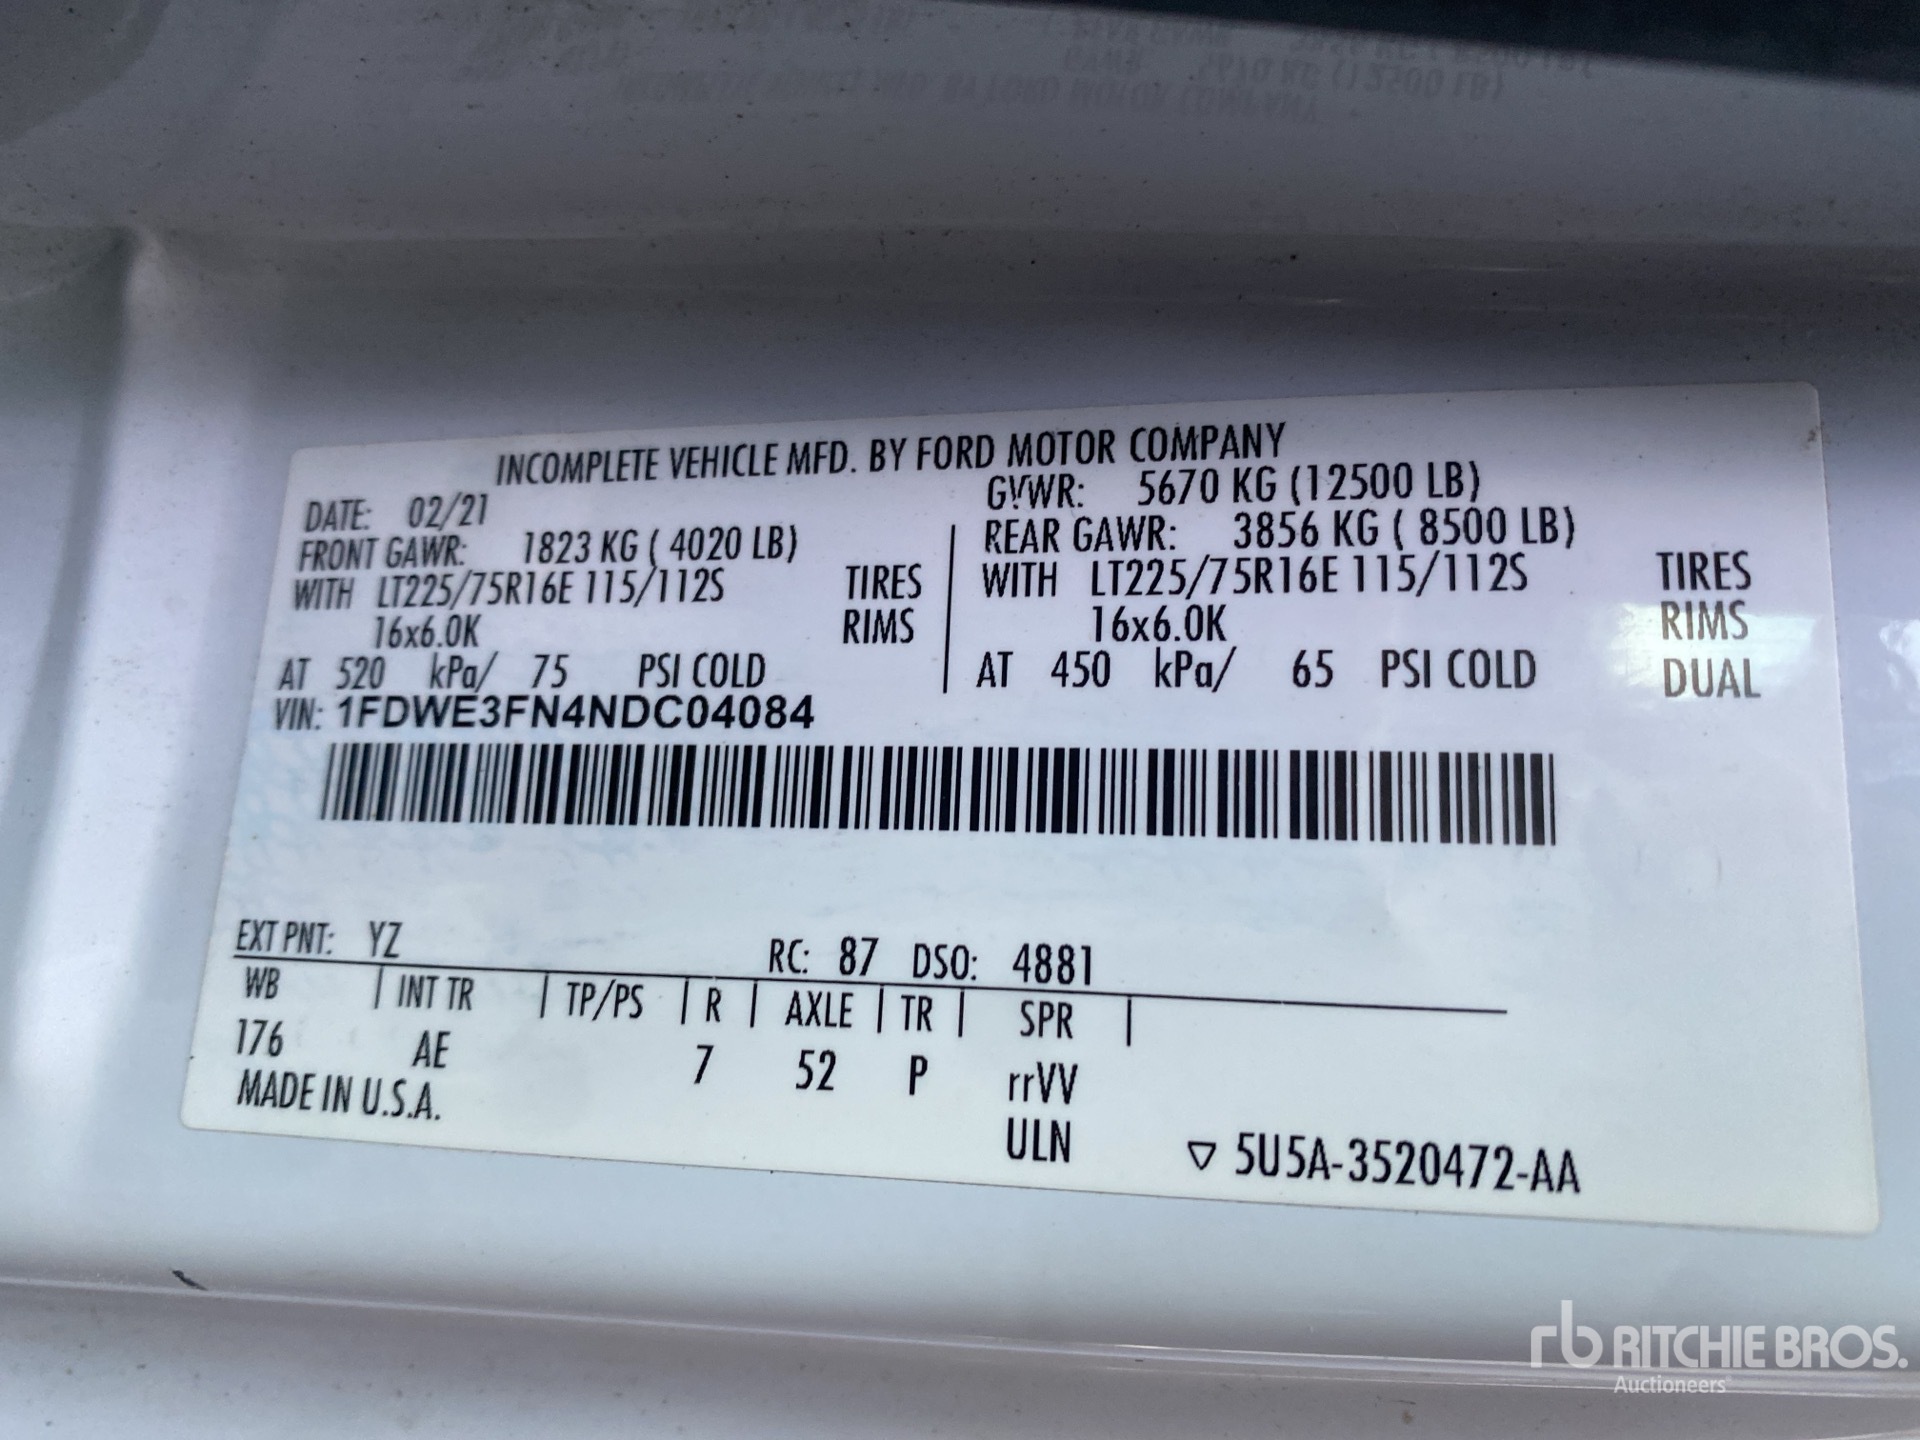 INCOMPLETE VEHICLE MFD. BY FORD MOTOR COMPANY
DATE: 02/21 GVWR: 5670 KG (12500 LB)
FRONT GAWR: 1823 KG ( 4020 LB) REAR GAWR: 3856 KG ( 8500 LB)
WITH LT225/75R16E 115/112S TIRES WITH LT225/75R16E 115/112S TIRES
16x6.0K RIMS 16x6.0K RIMS
AT 520 kPa/ 75 PSI COLD AT 450 kPa/ 65 PSI COLD DUAL
VIN: 1FDWE3FN4NDC04084
EXT PNT: YZ RC: 87 DSO: 4881
WB | INT TR | TP/PS | R | AXLE | TR | SPR |
176 AE 7 52 P rrVV
MADE IN U.S.A. ULN ▽ 5U5A-3520472-AA
rb RITCHIE BROS.
Auctioneers